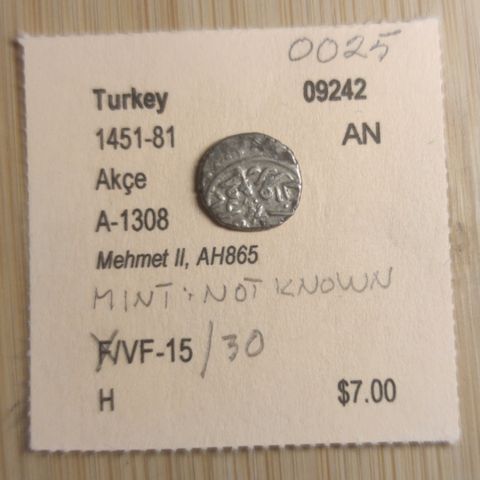 0025
Turkey 09242
1451-81 AN
Akçe
A-1308
Mehmet II, AH865
MINT: NOT KNOWN
F/VF-15/30
H $7.00